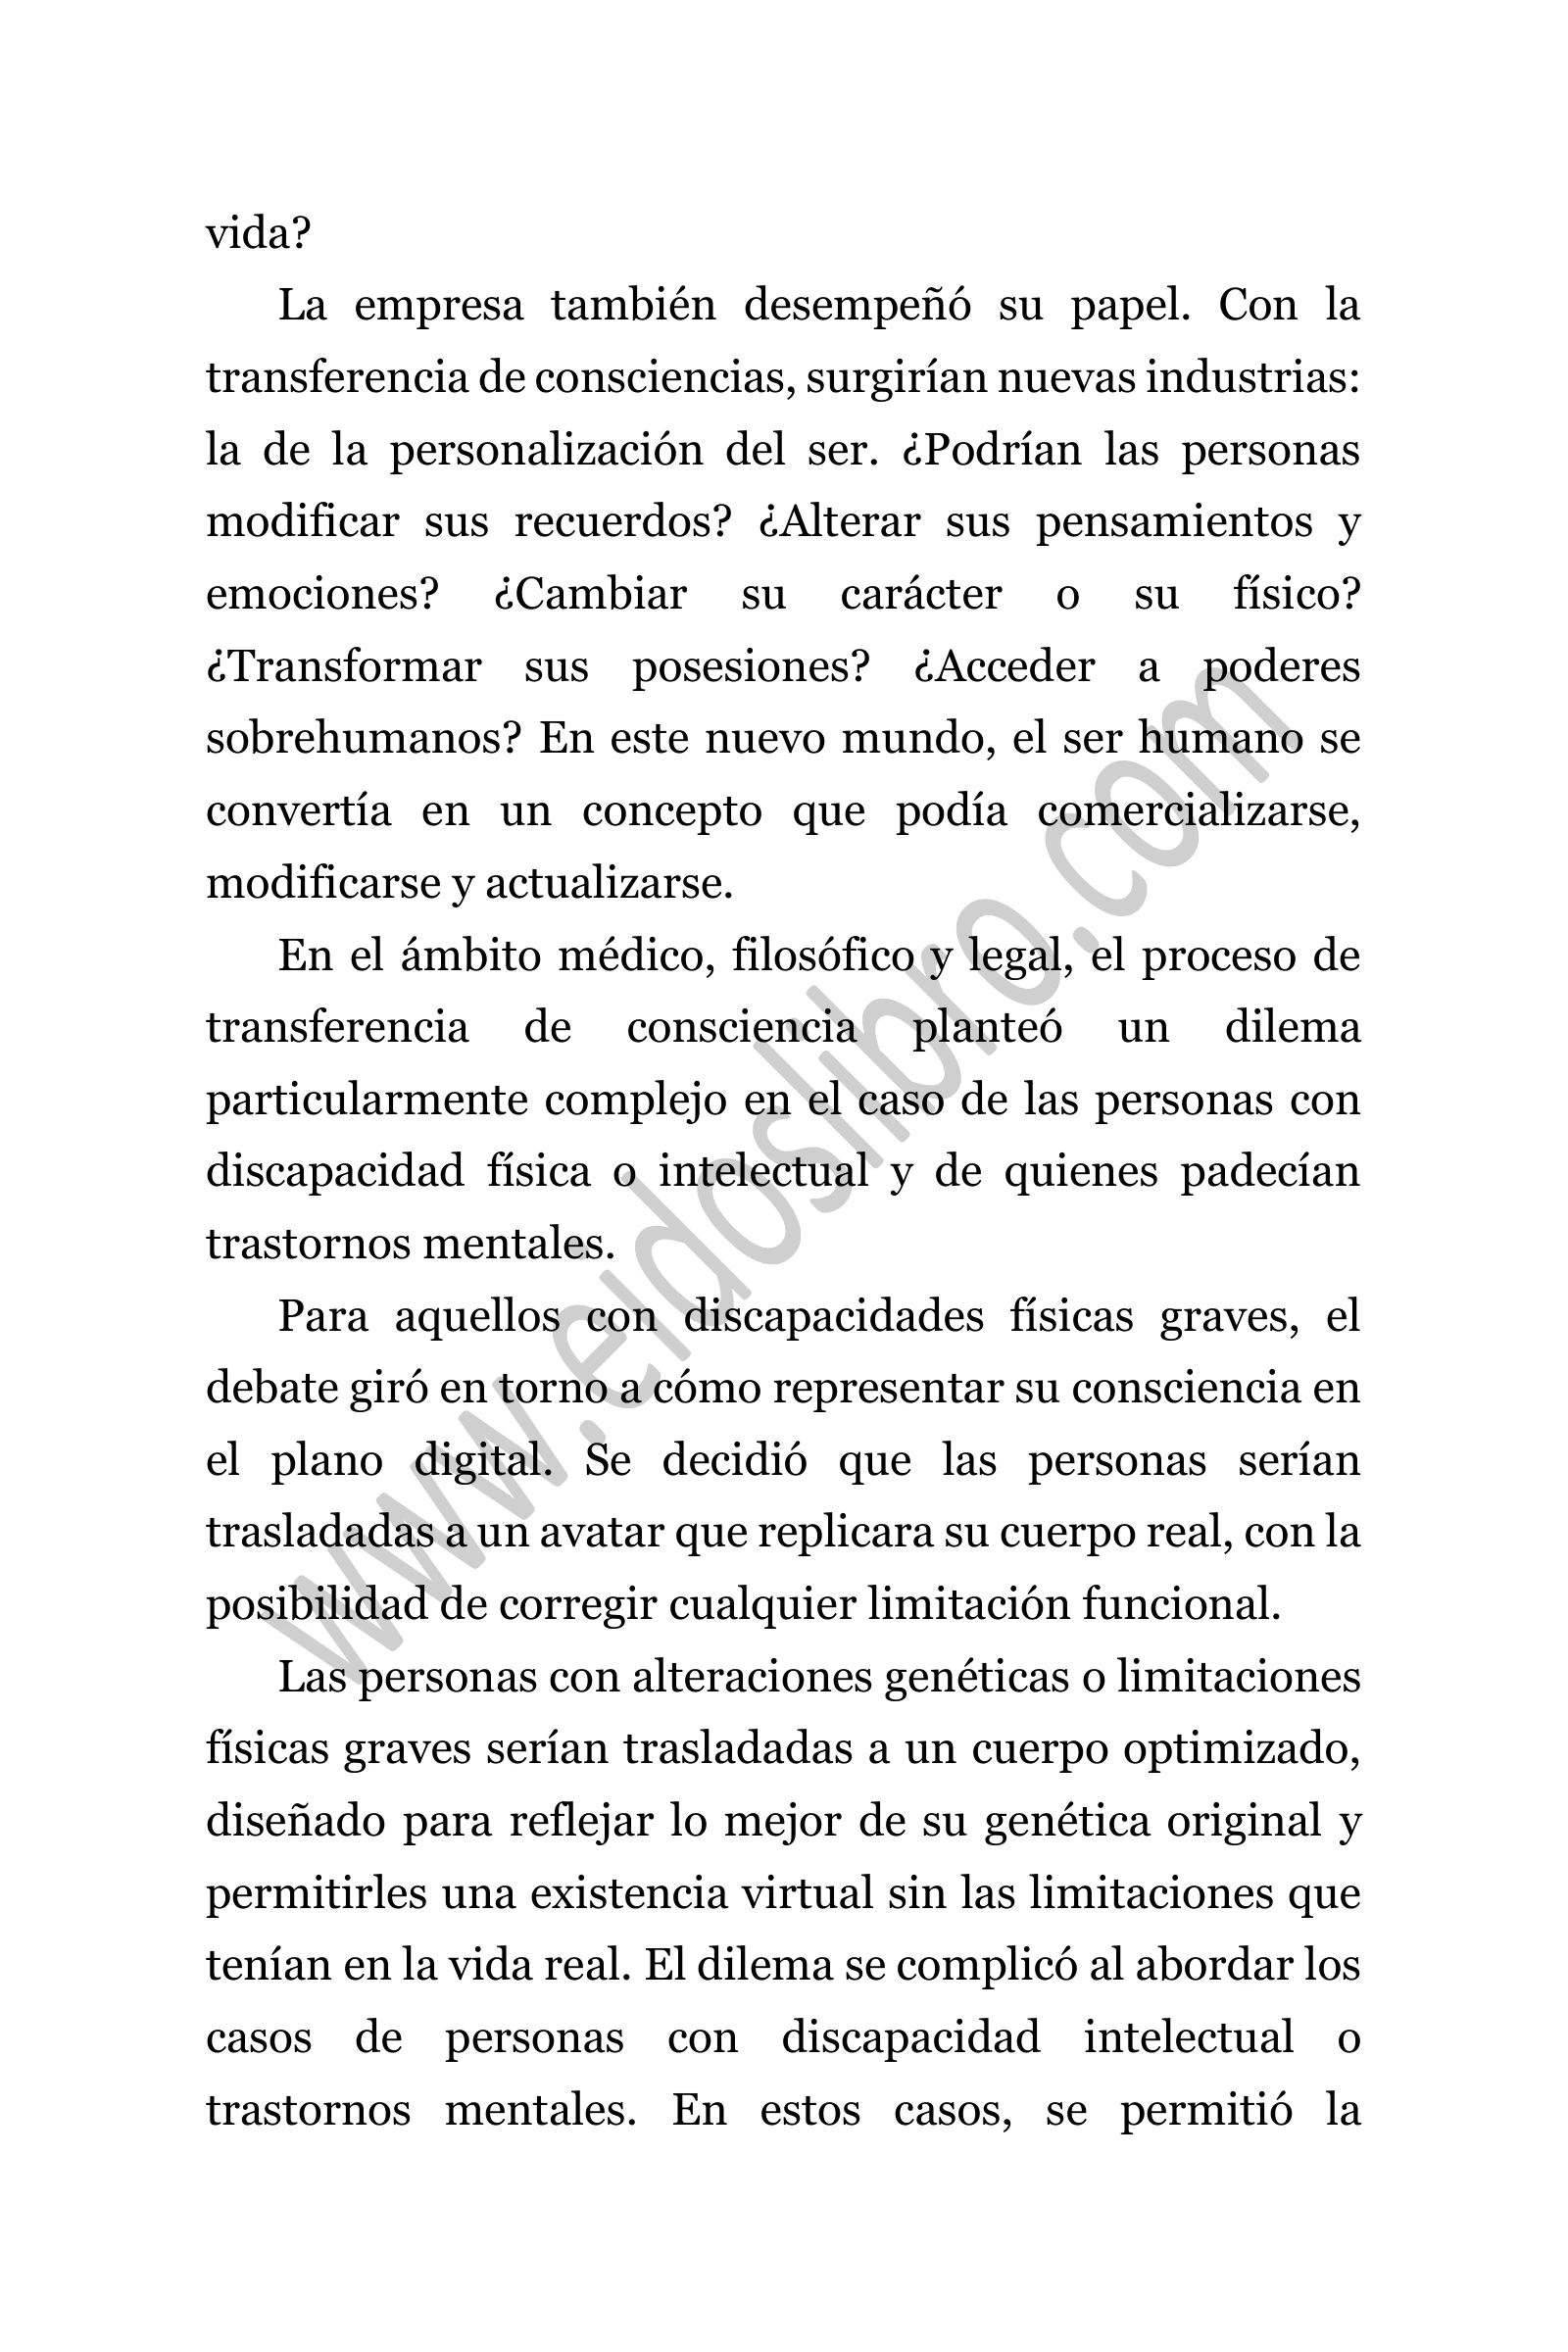 vida?
La empresa también desempeñó su papel. Con la
transferencia de consciencias, surgirían nuevas industrias:
la de la personalización del ser. ¿Podrían las personas
modificar sus recuerdos? ¿Alterar sus pensamientos y
emociones? ¿Cambiar su carácter o su físico?
¿Transformar sus posesiones? ¿Acceder a poderes
sobrehumanos? En este nuevo mundo, el ser humano se
convertía en un concepto que podía comercializarse,
modificarse y actualizarse.
En el ámbito médico, filosófico y legal, el proceso de
transferencia de consciencia planteó un dilema
particularmente complejo en el caso de las personas con
discapacidad física o intelectual y de quienes padecían
trastornos mentales.
Para aquellos con discapacidades físicas graves, el
debate giró en torno a cómo representar su consciencia en
el plano digital. Se decidió que las personas serían
trasladadas a un avatar que replicara su cuerpo real, con la
posibilidad de corregir cualquier limitación funcional.
Las personas con alteraciones genéticas o limitaciones
físicas graves serían trasladadas a un cuerpo optimizado,
diseñado para reflejar lo mejor de su genética original y
permitirles una existencia virtual sin las limitaciones que
tenían en la vida real. El dilema se complicó al abordar los
casos de personas con discapacidad intelectual o
trastornos mentales. En estos casos, se permitió la
www.eidoslibro.com